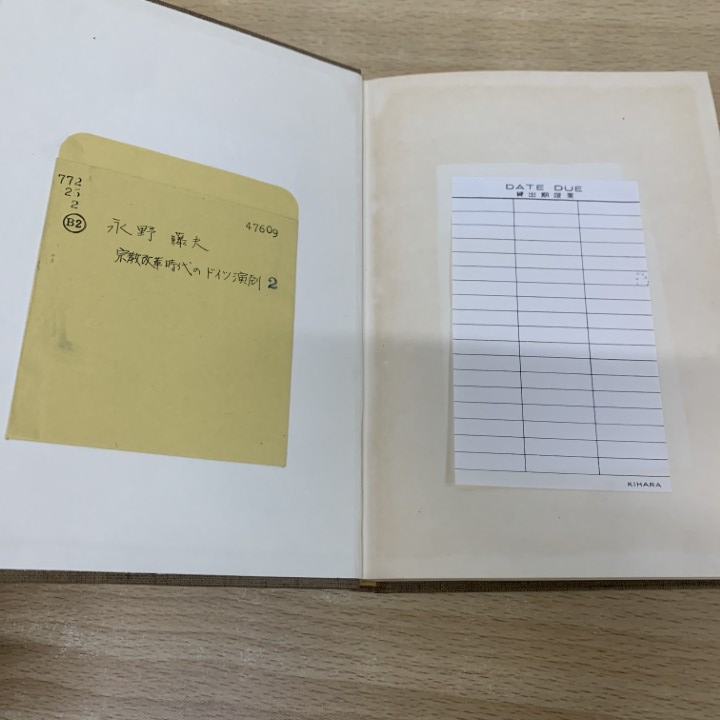 772
2
B2
47609
永野 藤夫
宗教改革時代のドイツ演劇 2
DATE DUE
貸出期限票
KIHARA